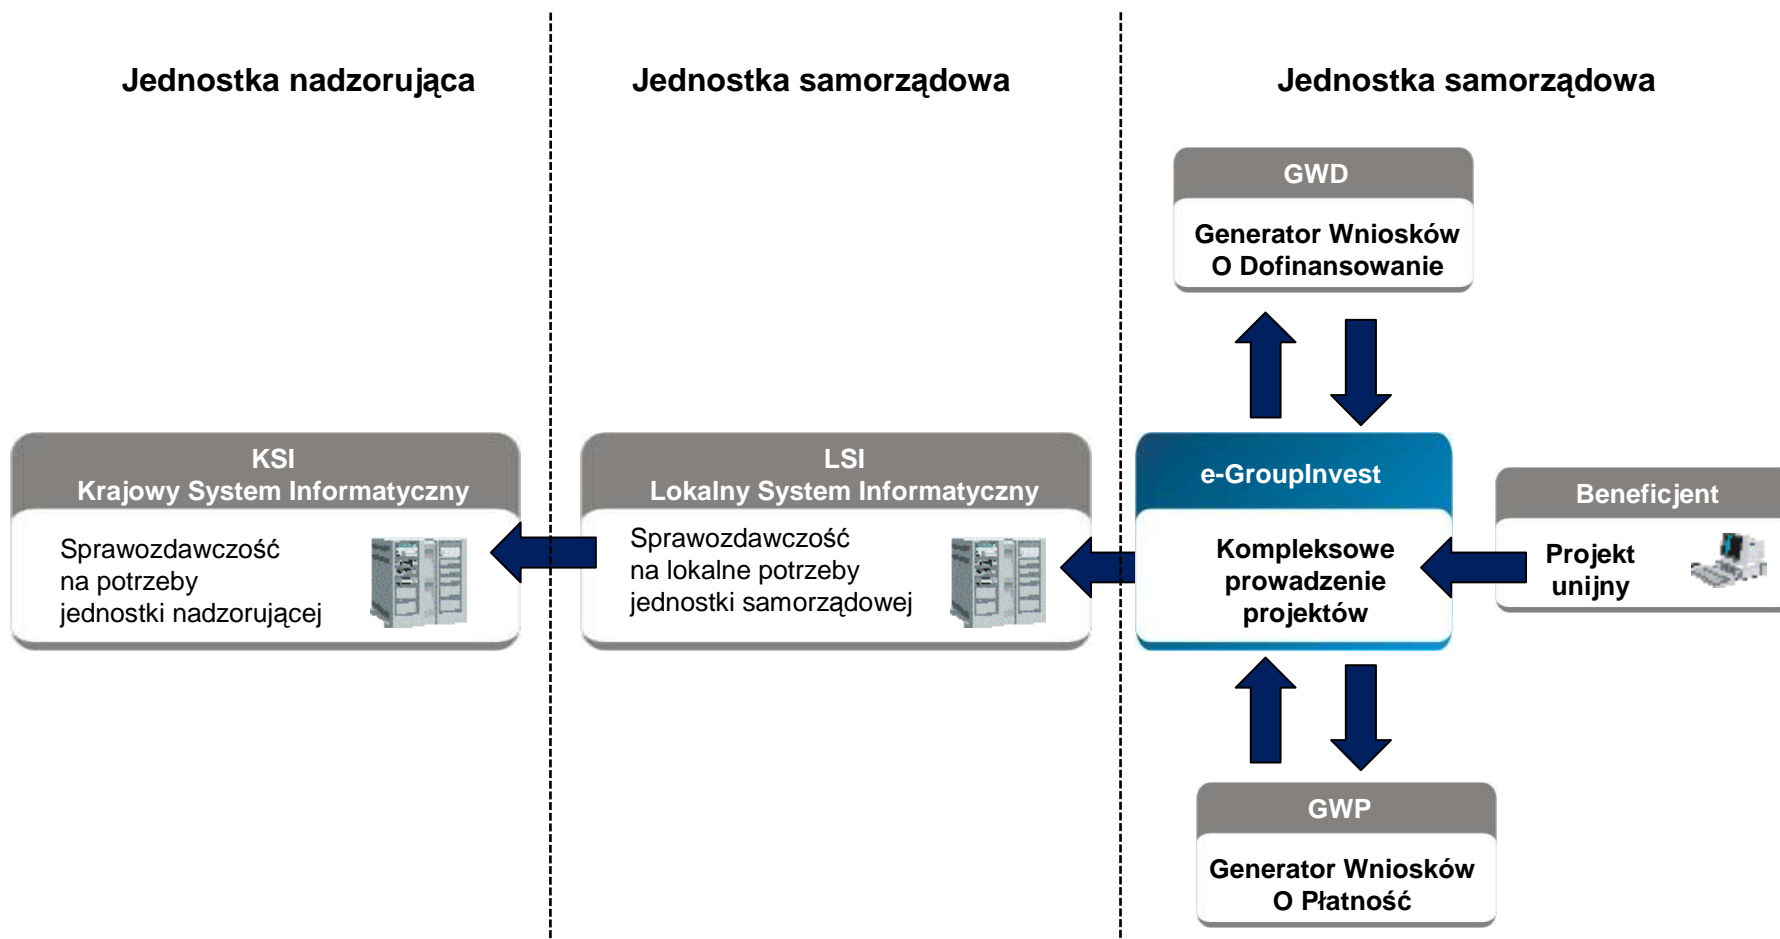 Jednostka nadzorująca
Jednostka samorządowa
Jednostka samorządowa
GWD
Generator Wniosków
O Dofinansowanie
KSI
Krajowy System Informatyczny
Sprawozdawczość
na potrzeby
jednostki nadzorującej
LSI
Lokalny System Informatyczny
Sprawozdawczość
na lokalne potrzeby
jednostki samorządowej
e-GroupInvest
Kompleksowe
prowadzenie
projektów
Beneficjent
Projekt
unijny
GWP
Generator Wniosków
O Płatność